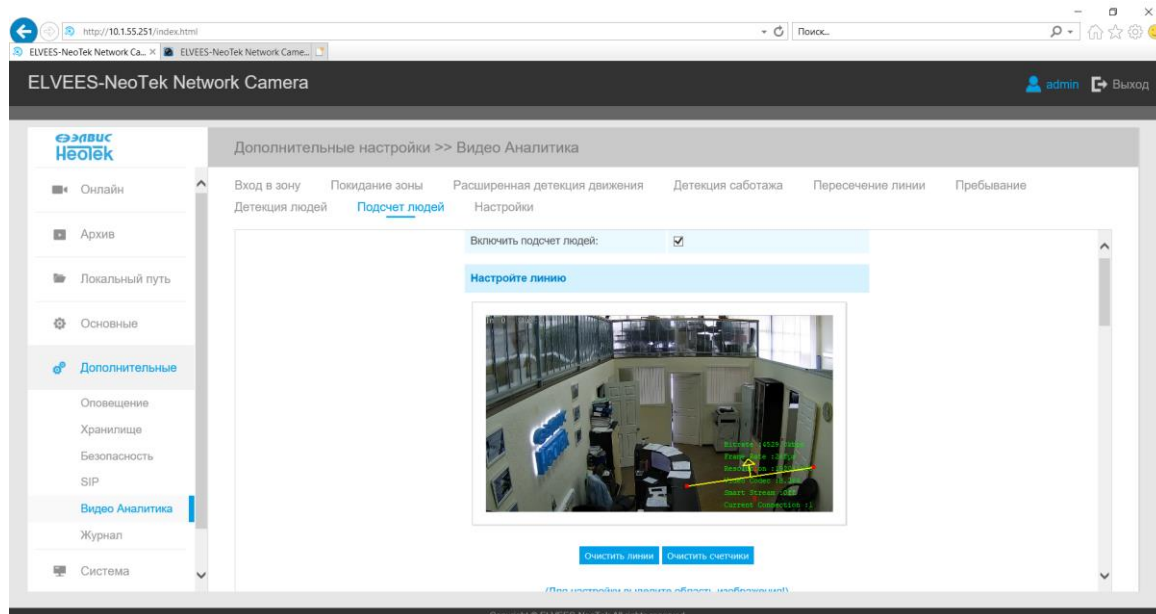 http://10.1.55.251/index.html
Поиск...
ELVEES-NeoTek Network Ca...
ELVEES-NeoTek Network Came...
ELVEES-NeoTek Network Camera
admin
Выход
ЭЛВИС
НеоТек
Дополнительные настройки >> Видео Аналитика
Онлайн
Архив
Локальный путь
Основные
Дополнительные
Оповещение
Хранилище
Безопасность
SIP
Видео Аналитика
Журнал
Система
Вход в зону Покидание зоны Расширенная детекция движения Детекция саботажа Пересечение линии Пребывание
Детекция людей Подсчет людей Настройки
Включить подсчет людей:
Настройте линию
Smart Stream :Off
Current Connection :1
Очистить линии Очистить счетчики
(Для настройки выделите область изображения!)